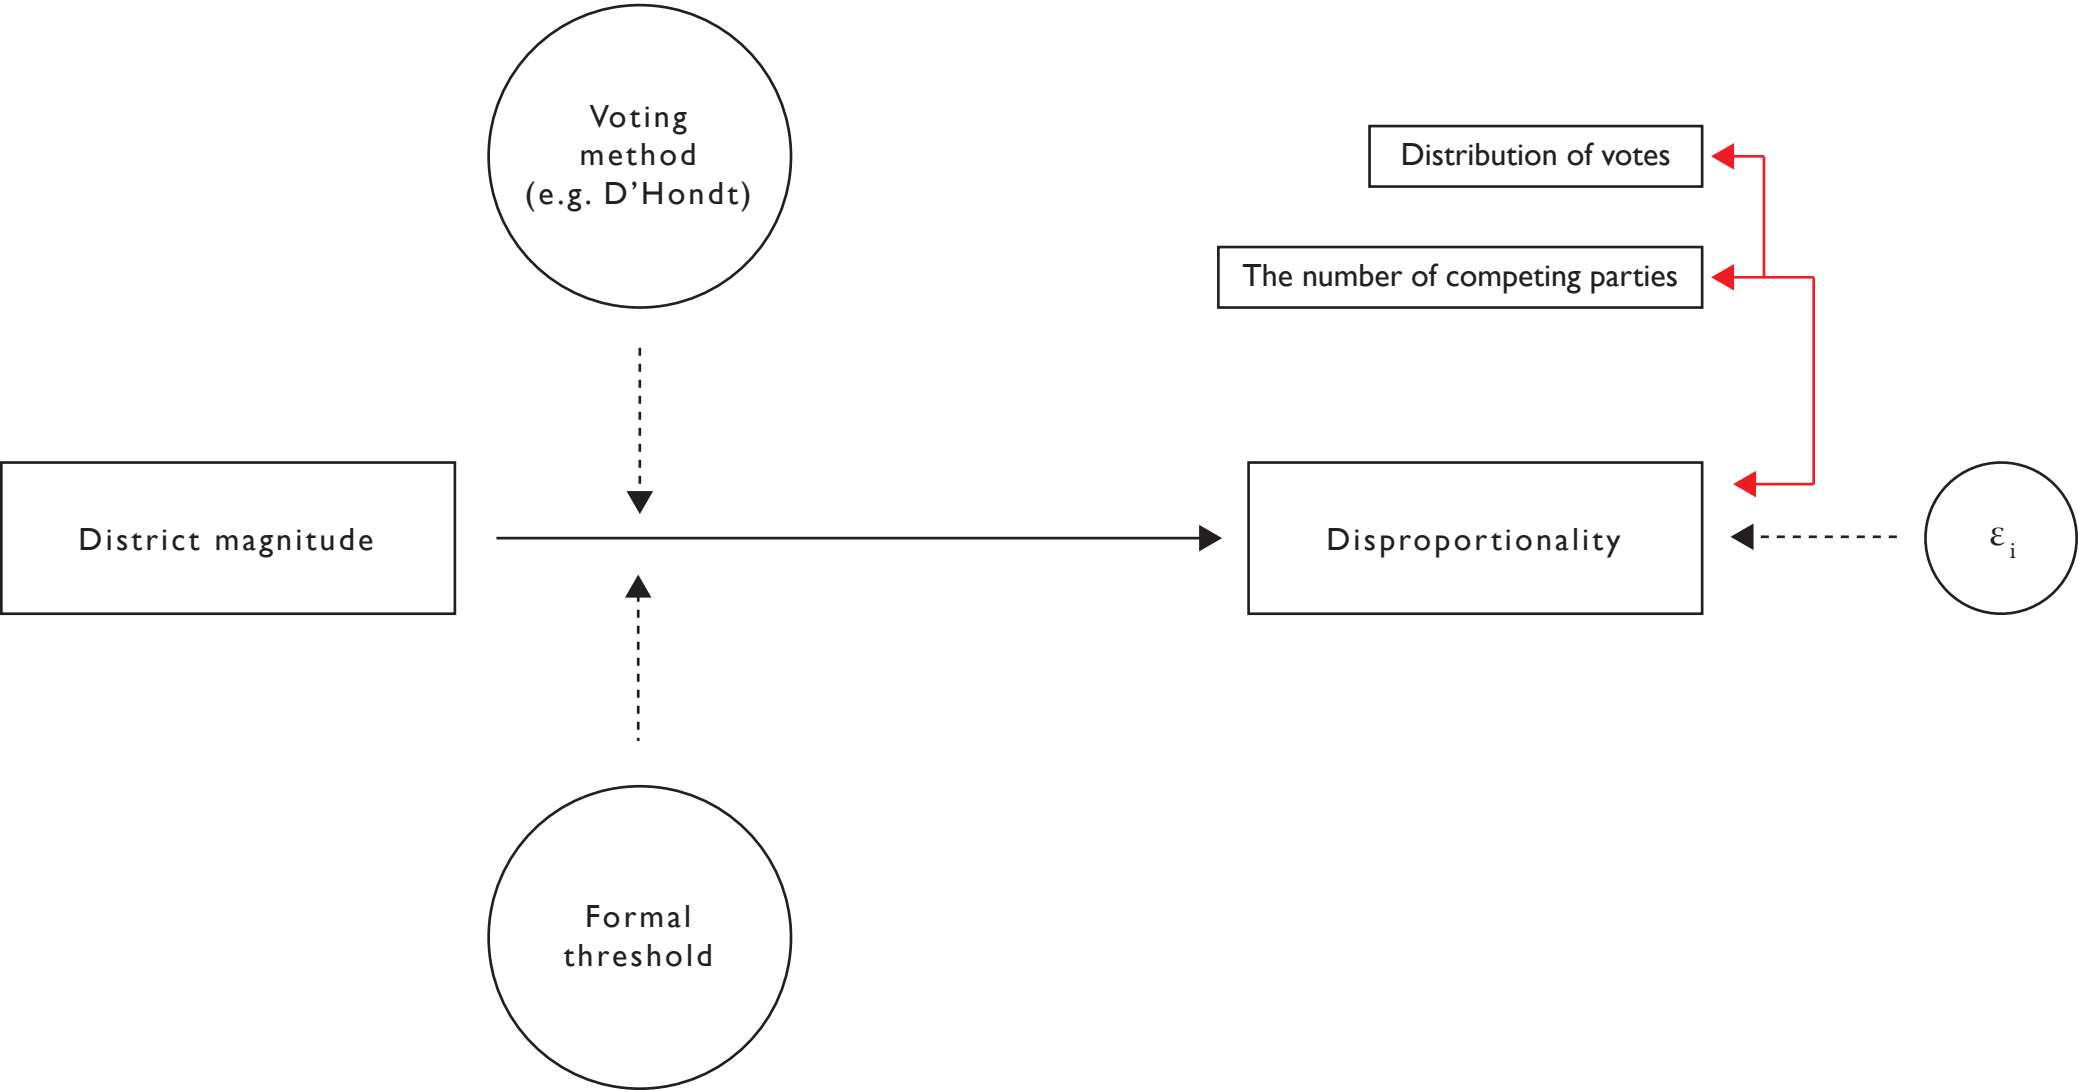 Voting
method
(e.g. D’Hondt)
Distribution of votes
The number of competing parties
District magnitude
Disproportionality
εi
Formal
threshold